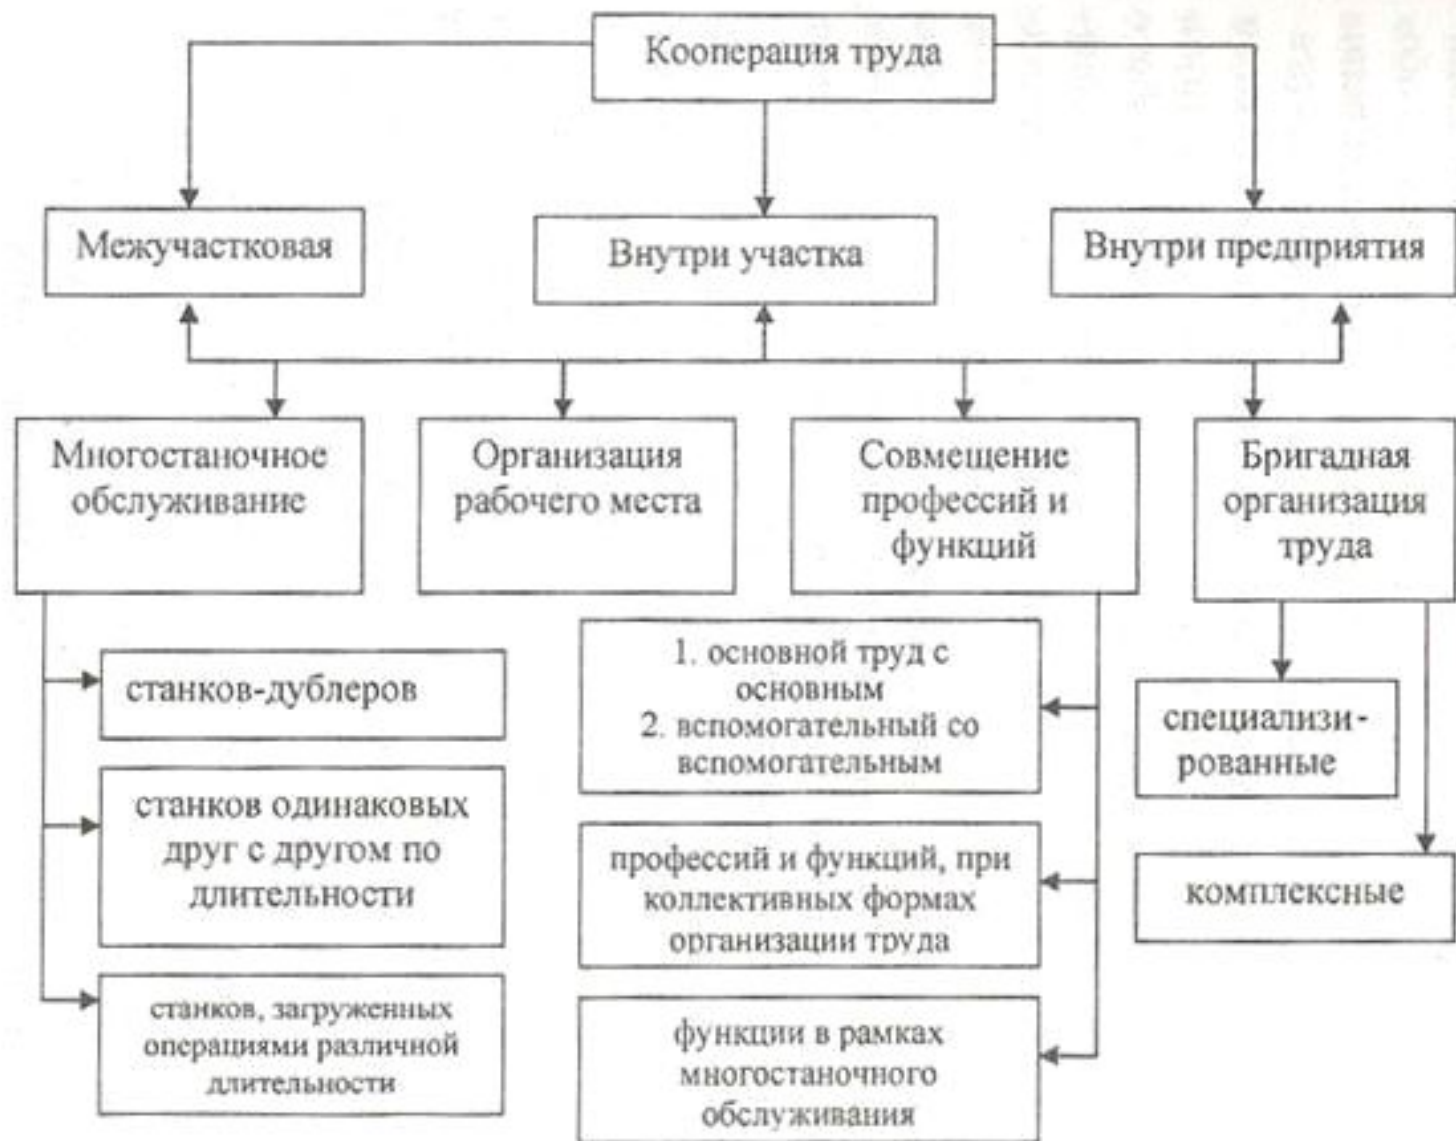 Кооперация труда
Межучастковая
Внутри участка
Внутри предприятия
Многостаночное
обслуживание
Организация
рабочего места
Совмещение
профессий и
функций
Бригадная
организация
труда
станков-дублеров
станков одинаковых
друг с другом по
длительности
станков, загруженных
операциями различной
длительности
1. основной труд с
основным
2. вспомогательный со
вспомогательным
профессий и функций, при
коллективных формах
организации труда
функции в рамках
многостаночного
обслуживания
специализи-
рованные
комплексные